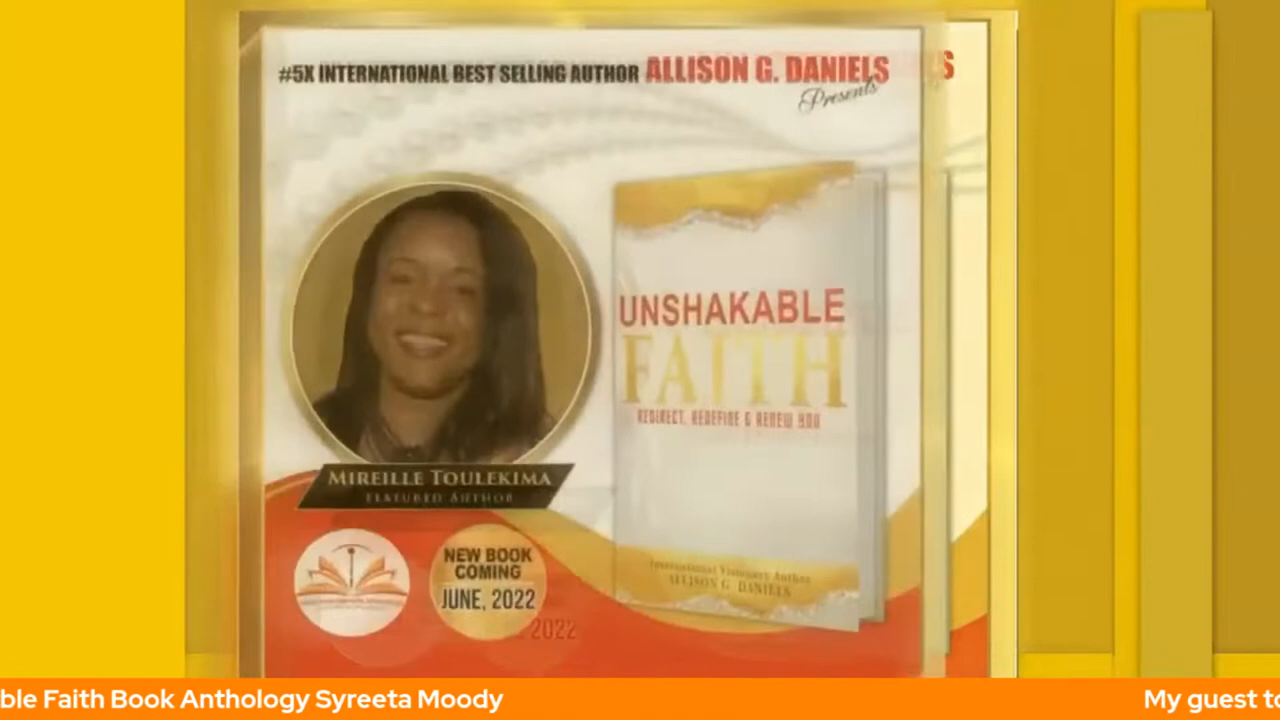 #5X INTERNATIONAL BEST SELLING AUTHOR ALLISON G. DANIELS
S
Presents
UNSHAKABLE
FAITH
REDIRECT, REDEFINE & RENEW YOU
MIREILLE TOULEKIMA
FEATURED AUTHOR
NEW BOOK
COMING
JUNE, 2022
2022
International Visionary Author
ALLISON G. DANIELS
ble Faith Book Anthology Syreeta Moody
My guest to